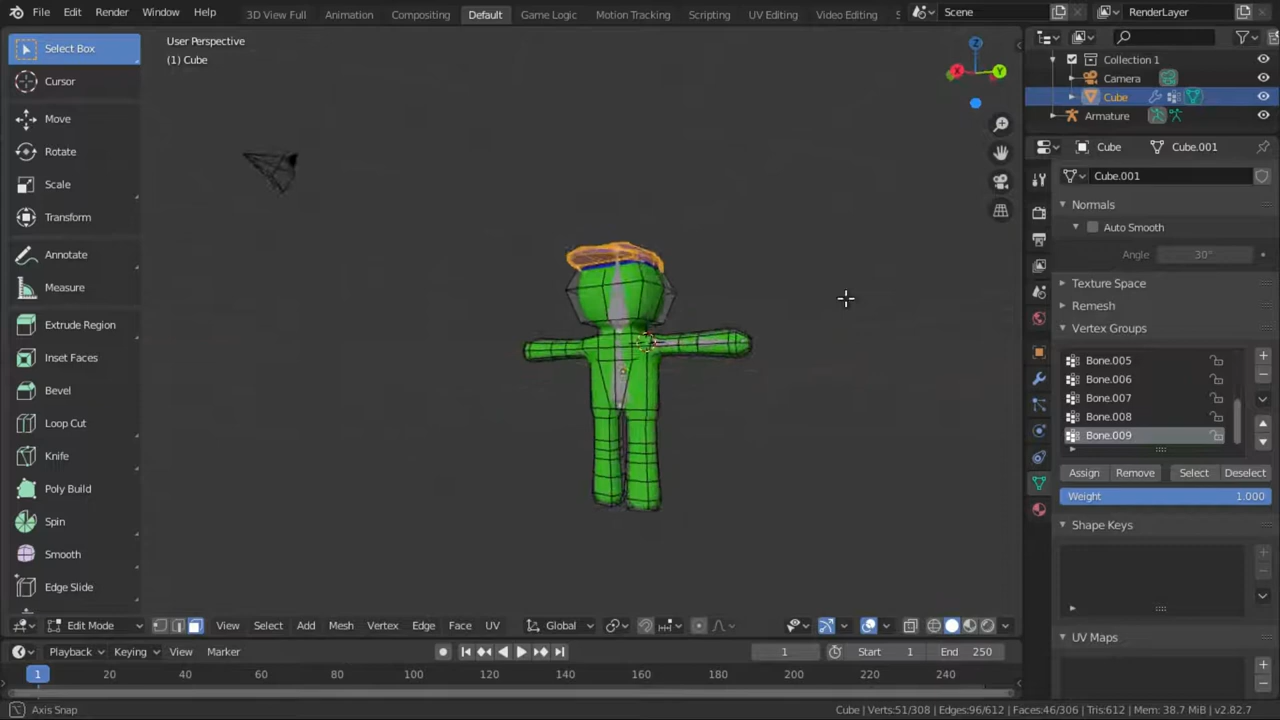 File Edit Render Window Help 3D View Full Animation Compositing Default Game Logic Motion Tracking Scripting UV Editing Video Editing Scene RenderLayer
Select Box
Cursor
Move
Rotate
Scale
Transform
Annotate
Measure
Extrude Region
Inset Faces
Bevel
Loop Cut
Knife
Poly Build
Spin
Smooth
Edge Slide
User Perspective
(1) Cube
Z
X
Y
Collection 1
Camera
Cube
Armature
Cube Cube.001
Cube.001
Normals
Auto Smooth
Angle 30°
Texture Space
Remesh
Vertex Groups
Bone.005
Bone.006
Bone.007
Bone.008
Bone.009
Assign Remove Select Deselect
Weight 1.000
Shape Keys
UV Maps
Edit Mode View Select Add Mesh Vertex Edge Face UV Global
Playback Keying View Marker 1 Start 1 End 250
1 20 40 60 80 100 120 140 160 180 200 220 240
Axis Snap Cube | Verts:51/308 | Edges:96/612 | Faces:46/306 | Tris:612 | Mem: 38.7 MiB | v2.82.7